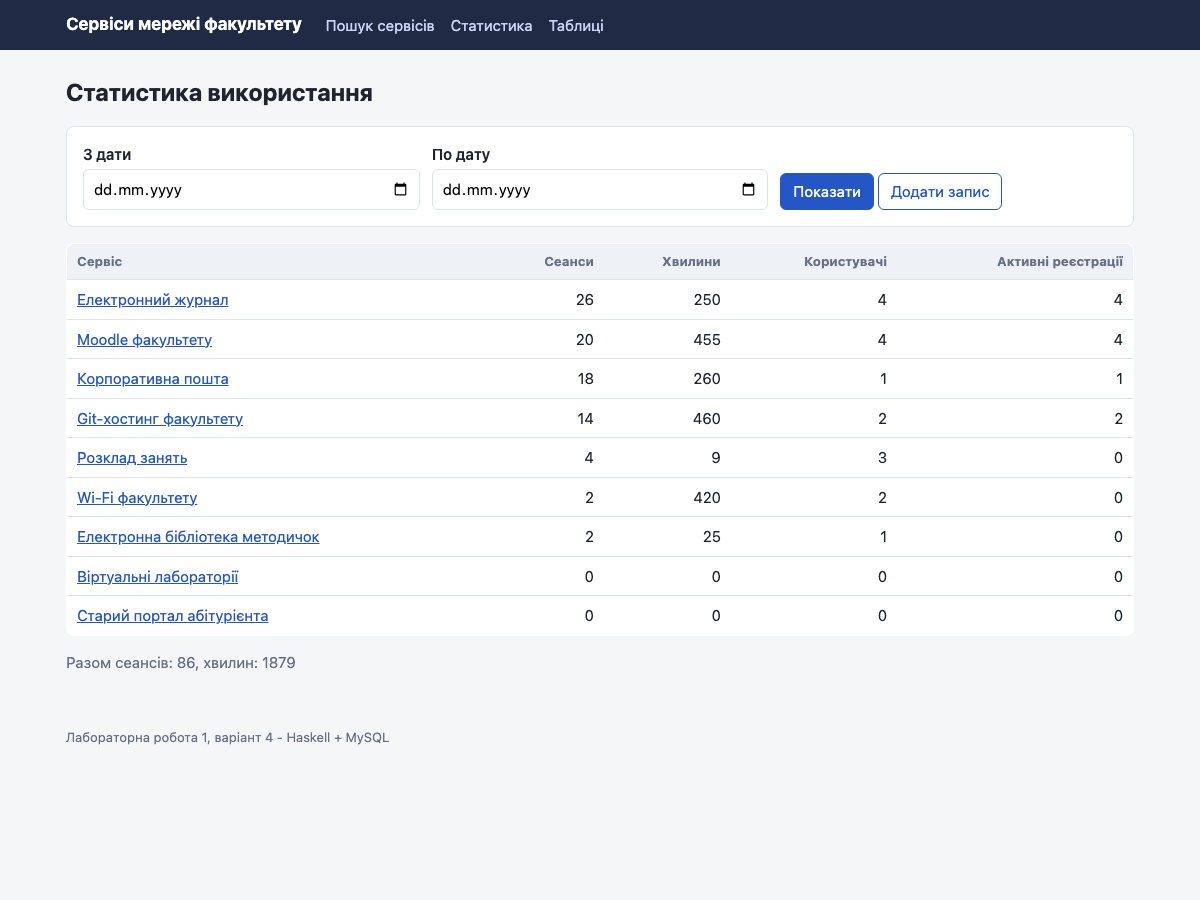 Сервіси мережі факультету Пошук сервісів Статистика Таблиці
Статистика використання
З дати По дату
dd.mm.yyyy dd.mm.yyyy Показати Додати запис
Сервіс Сеанси Хвилини Користувачі Активні реєстрації
Електронний журнал 26 250 4 4
Moodle факультету 20 455 4 4
Корпоративна пошта 18 260 1 1
Git-хостинг факультету 14 460 2 2
Розклад занять 4 9 3 0
Wi-Fi факультету 2 420 2 0
Електронна бібліотека методичок 2 25 1 0
Віртуальні лабораторії 0 0 0 0
Старий портал абітурієнта 0 0 0 0
Разом сеансів: 86, хвилин: 1879
Лабораторна робота 1, варіант 4 - Haskell + MySQL